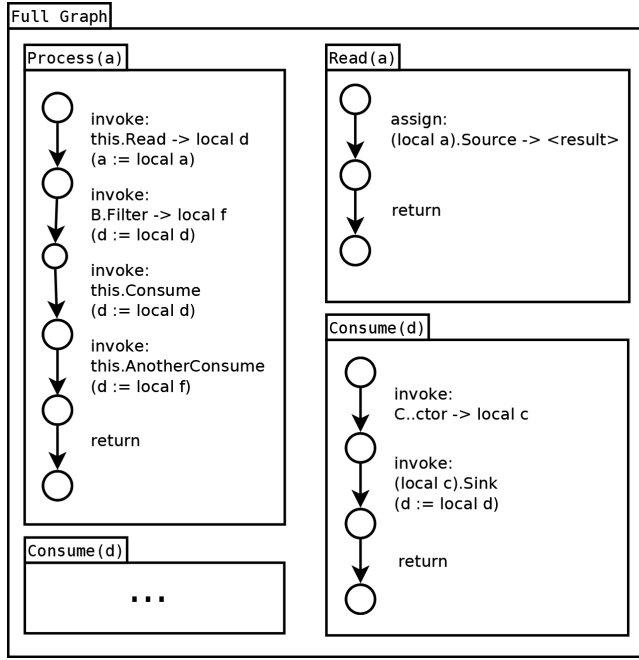 Full Graph
Process(a)
invoke:
this.Read -> local d
(a := local a)
invoke:
B.Filter -> local f
(d := local d)
invoke:
this.Consume
(d := local d)
invoke:
this.AnotherConsume
(d := local f)
return
Consume(d)
...
Read(a)
assign:
(local a).Source -> <result>
return
Consume(d)
invoke:
C..ctor -> local c
invoke:
(local c).Sink
(d := local d)
return